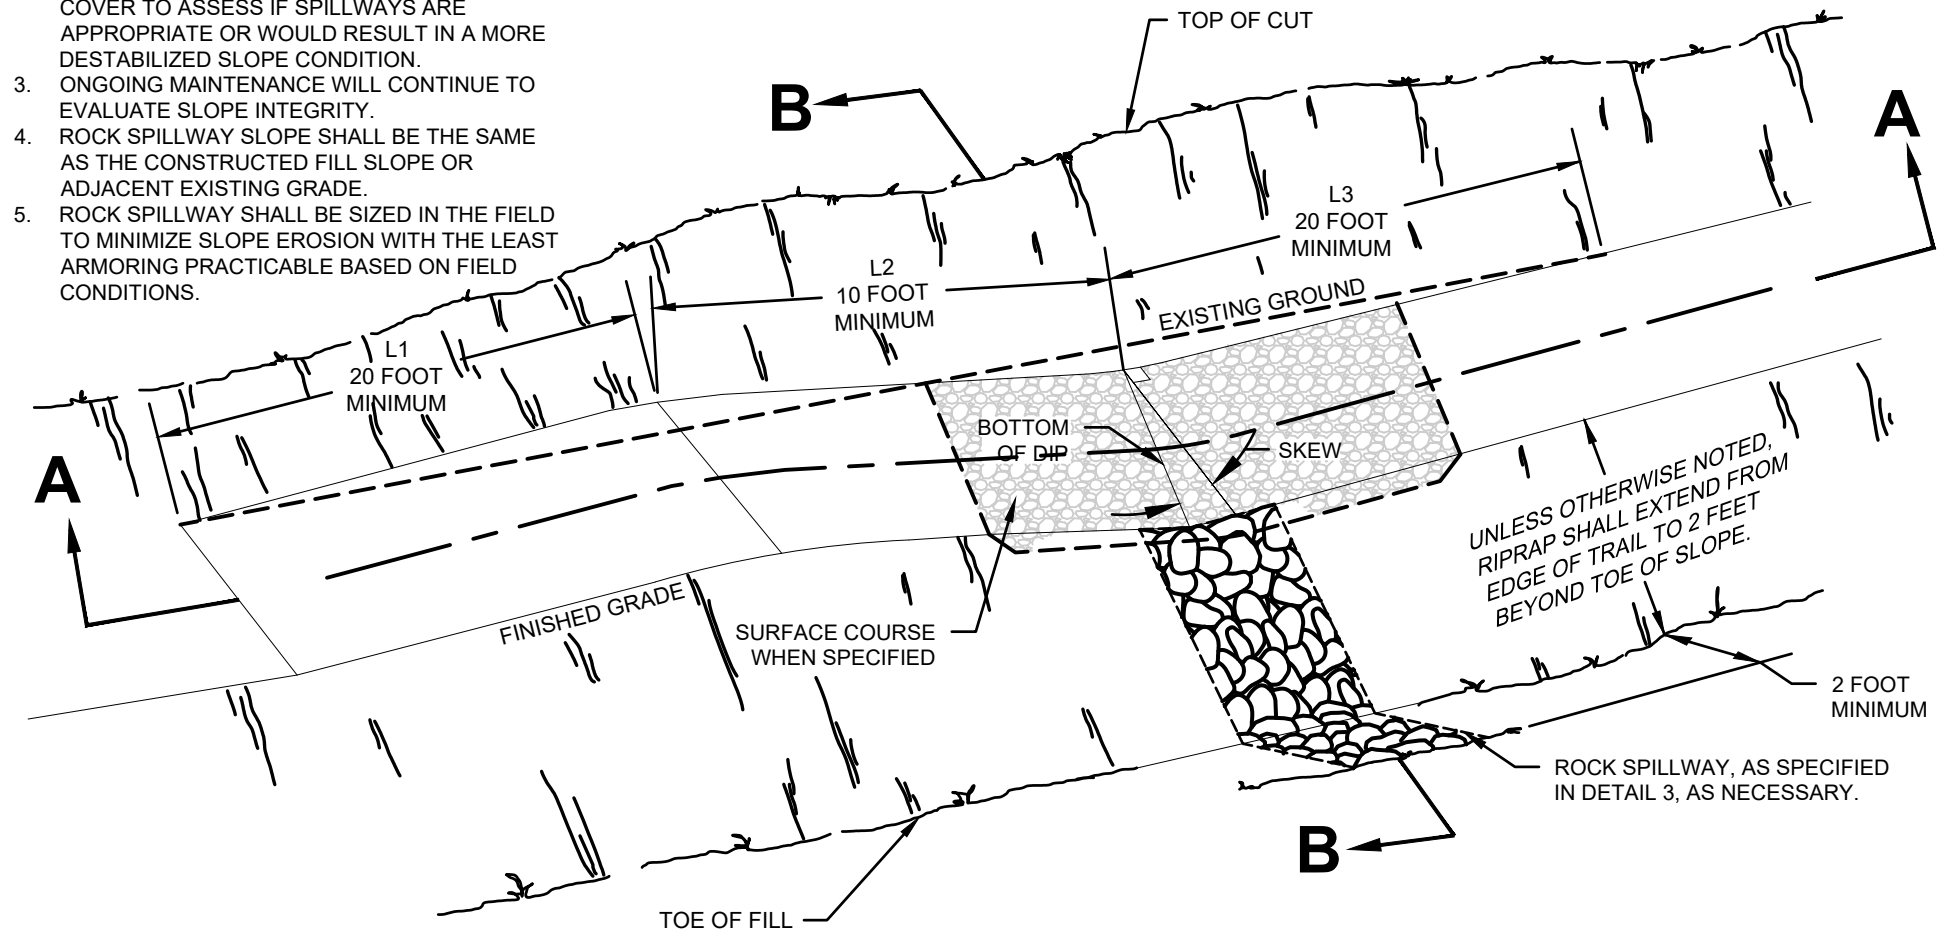 COVER TO ASSESS IF SPILLWAYS ARE
APPROPRIATE OR WOULD RESULT IN A MORE
DESTABILIZED SLOPE CONDITION.
3. ONGOING MAINTENANCE WILL CONTINUE TO
EVALUATE SLOPE INTEGRITY.
4. ROCK SPILLWAY SLOPE SHALL BE THE SAME
AS THE CONSTRUCTED FILL SLOPE OR
ADJACENT EXISTING GRADE.
5. ROCK SPILLWAY SHALL BE SIZED IN THE FIELD
TO MINIMIZE SLOPE EROSION WITH THE LEAST
ARMORING PRACTICABLE BASED ON FIELD
CONDITIONS.
TOP OF CUT
B
A
L3
20 FOOT
MINIMUM
L2
10 FOOT
MINIMUM
EXISTING GROUND
L1
20 FOOT
MINIMUM
BOTTOM
OF DIP
SKEW
A
UNLESS OTHERWISE NOTED,
RIPRAP SHALL EXTEND FROM
EDGE OF TRAIL TO 2 FEET
BEYOND TOE OF SLOPE.
FINISHED GRADE
SURFACE COURSE
WHEN SPECIFIED
2 FOOT
MINIMUM
ROCK SPILLWAY, AS SPECIFIED
IN DETAIL 3, AS NECESSARY.
B
TOE OF FILL